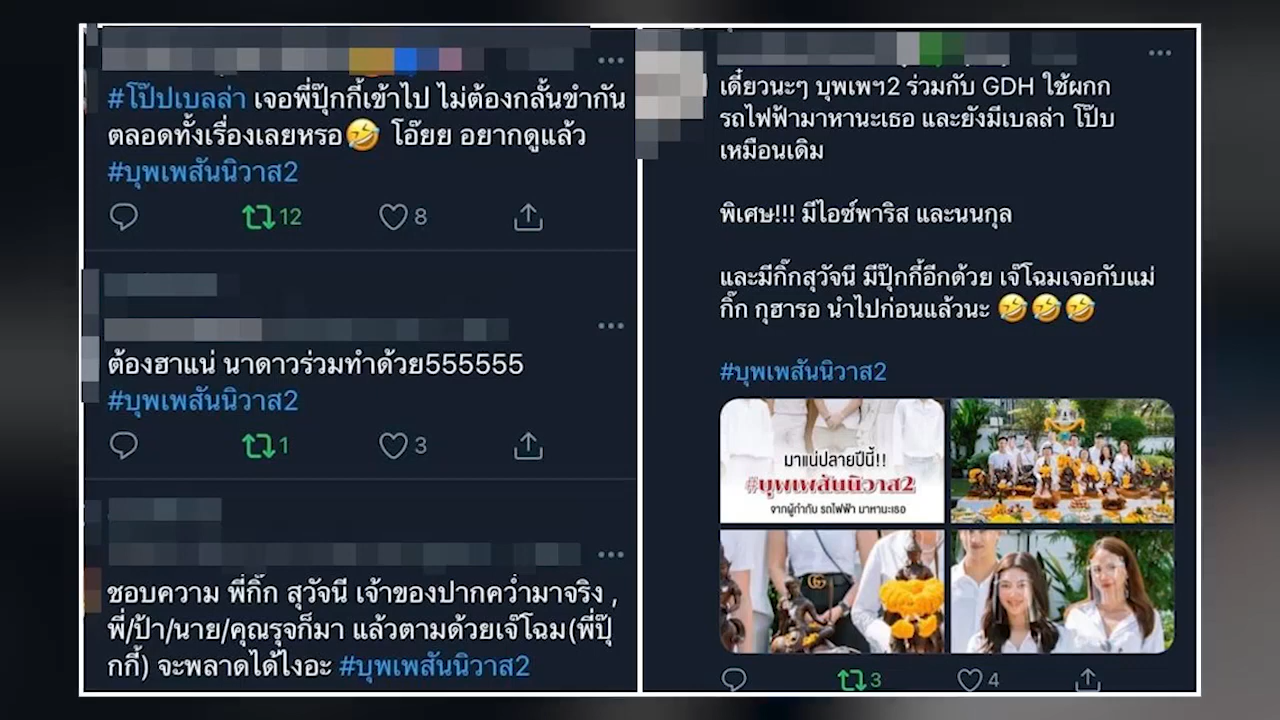 #โป๊ปเบลล่า เจอพี่ปุ๊กกี้เข้าไป ไม่ต้องกลั้นขำกัน
ตลอดทั้งเรื่องเลยหรอ🤣 โอ๊ยย อยากดูแล้ว
#บุพเพสันนิวาส2
12 8
ต้องฮาแน่ นาดาวร่วมทำด้วย555555
#บุพเพสันนิวาส2
1 3
ชอบความ พี่กิ๊ก สุวัจนี เจ้าของปากคว่ำมาจริง ,
พี่/ป้า/นาย/คุณรุจก็มา แล้วตามด้วยเจ๊โฉม(พี่ปุ๊
กกี้) จะพลาดได้ไงอะ #บุพเพสันนิวาส2
เดี๋ยวนะๆ บุพเพฯ2 ร่วมกับ GDH ใช้ผกก
รถไฟฟ้ามาหานะเธอ และยังมีเบลล่า โป๊บ
เหมือนเดิม
พิเศษ!!! มีไอซ์พาริส และนนกุล
และมีกิ๊กสุวัจนี มีปุ๊กกี้อีกด้วย เจ๊โฉมเจอกับแม่
กิ๊ก กุฮารอ นำไปก่อนแล้วนะ 🤣🤣🤣
#บุพเพสันนิวาส2
มาแน่ปลายปีนี้!!
#บุพเพสันนิวาส2
จากผู้กำกับ รถไฟฟ้า มาหานะเธอ
3 4